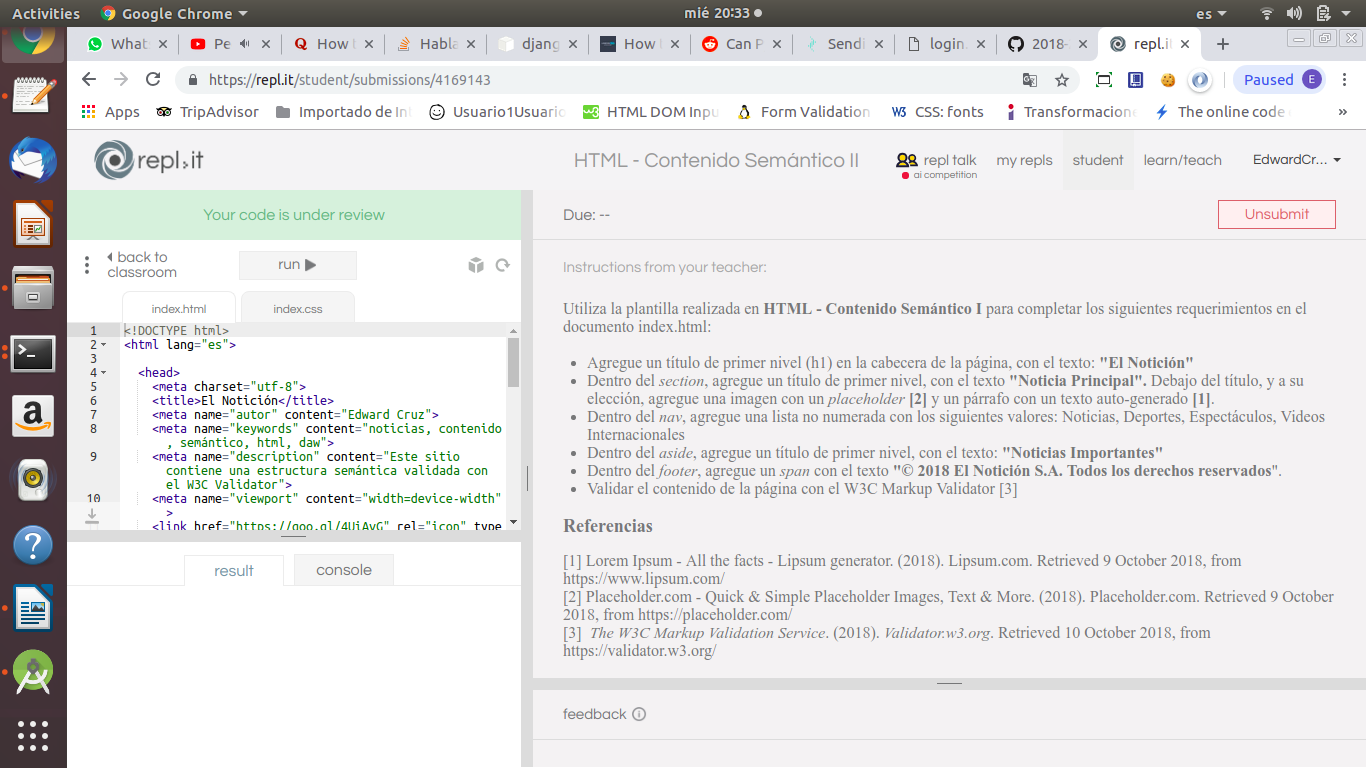 Activities
Google Chrome
mié 20:33
es
Whats
Pe
How t
Habla
djang
How
Can P
Sendi
login.
2018-
repl.i
https://repl.it/student/submissions/4169143
Paused
E
Apps
TripAdvisor
Importado de In
Usuario1Usuario
w3
HTML DOM Inpu
Form Validation
W3
CSS: fonts
Transformacione
The online code
»
repl.it
HTML - Contenido Semántico II
repl talk
ai competition
my repls
student
learn/teach
EdwardCr...
Your code is under review
Due: --
Unsubmit
back to
classroom
run
index.html
index.css
1 <!DOCTYPE html>
2 <html lang="es">
3
4 <head>
5 <meta charset="utf-8">
6 <title>El Notición</title>
7 <meta name="autor" content="Edward Cruz">
8 <meta name="keywords" content="noticias, contenido
, semántico, html, daw">
9 <meta name="description" content="Este sitio
contiene una estructura semántica validada con
el W3C Validator">
10 <meta name="viewport" content="width=device-width"
>
<link href="https://goo.gl/4UiAvG" rel="icon" type
result
console
Instructions from your teacher:
Utiliza la plantilla realizada en HTML - Contenido Semántico I para completar los siguientes requerimientos en el
documento index.html:
• Agregue un título de primer nivel (h1) en la cabecera de la página, con el texto: "El Notición"
• Dentro del section, agregue un título de primer nivel, con el texto "Noticia Principal". Debajo del título, y a su
elección, agregue una imagen con un placeholder [2] y un párrafo con un texto auto-generado [1].
• Dentro del nav, agregue una lista no numerada con los siguientes valores: Noticias, Deportes, Espectáculos, Videos
Internacionales
• Dentro del aside, agregue un título de primer nivel, con el texto: "Noticias Importantes"
• Dentro del footer, agregue un span con el texto "© 2018 El Notición S.A. Todos los derechos reservados".
• Validar el contenido de la página con el W3C Markup Validator [3]
Referencias
[1] Lorem Ipsum - All the facts - Lipsum generator. (2018). Lipsum.com. Retrieved 9 October 2018, from
https://www.lipsum.com/
[2] Placeholder.com - Quick & Simple Placeholder Images, Text & More. (2018). Placeholder.com. Retrieved 9 October
2018, from https://placeholder.com/
[3] The W3C Markup Validation Service. (2018). Validator.w3.org. Retrieved 10 October 2018, from
https://validator.w3.org/
feedback